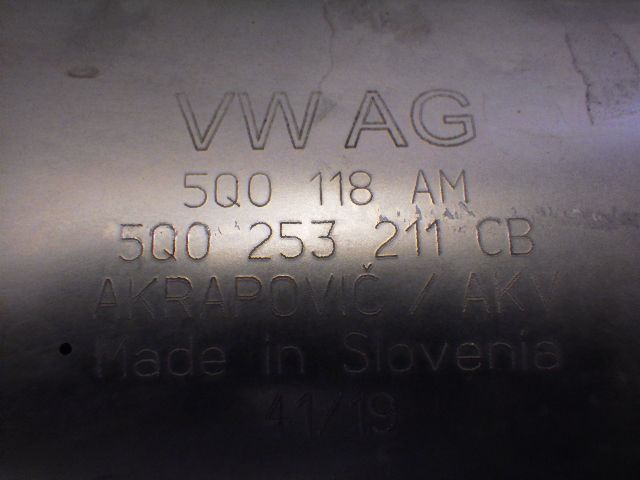 VW AG
5Q0 118 AM
5Q0 253 211 CB
AKRAPOVIČ / AKV
Made in Slovenia
41/19